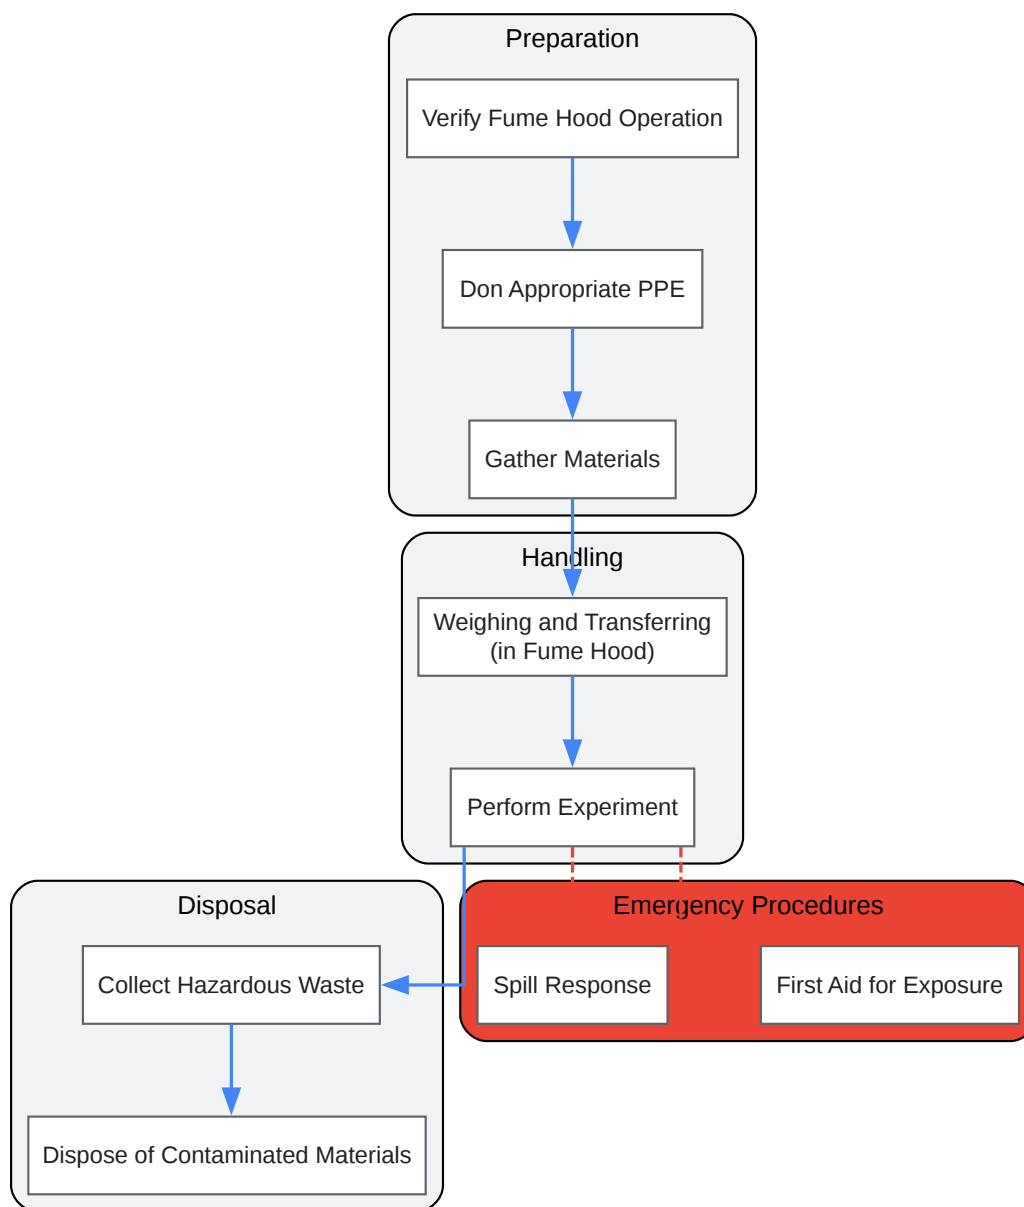 Preparation
Verify Fume Hood Operation
Don Appropriate PPE
Gather Materials
Handling
Weighing and Transferring
(in Fume Hood)
Perform Experiment
Disposal
Collect Hazardous Waste
Dispose of Contaminated Materials
Emergency Procedures
Spill Response
First Aid for Exposure